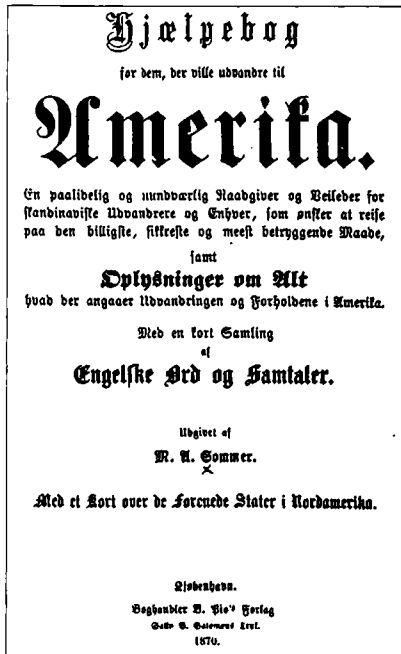 Hjælpebog
for dem, der ville udvandre til
Amerika.
En paalidelig og uundværlig Raadgiver og Veileder for
skandinaviske Udvandrere og Enhver, som ønsker at reise
paa den billigste, sikkreste og meest betryggende Maade,
samt
Oplysninger om Alt
hvad der angaaer Udvandringen og Forholdene i Amerika.
Med en kort Samling
af
Engelske Ord og Samtaler.
Udgivet af
M. A. Sommer.
Med et Kort over de Forenede Stater i Nordamerika.
Kjøbenhavn.
Boghandler V. Pio's Forlag
1870.